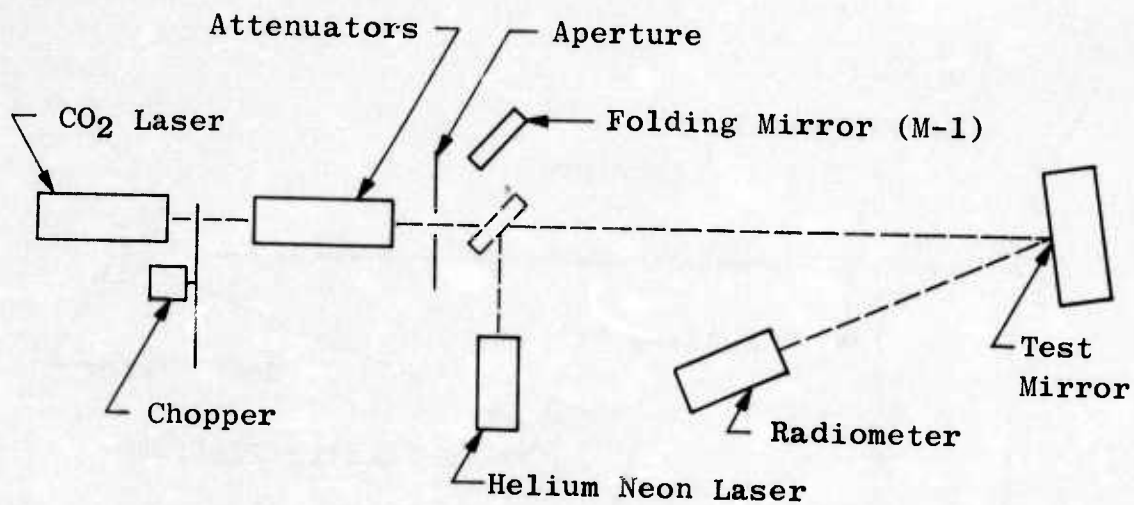 Attenuators
Aperture
CO2 Laser
Folding Mirror (M-1)
Test
Mirror
Chopper
Radiometer
Helium Neon Laser